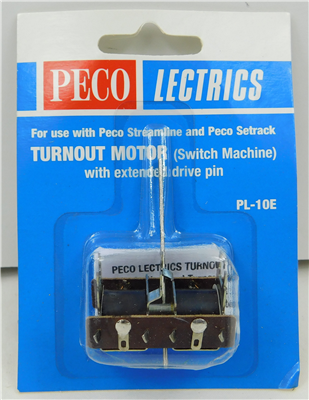 PECO LECTRICS
For use with Peco Streamline and Peco Setrack
TURNOUT MOTOR (Switch Machine)
with extended drive pin
PL-10E
PECO LECTRICS TURNOU